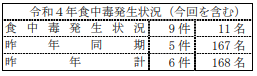 令和４年食中毒発生状況（今回を含む）
食中毒発生状況 ９件 11名
昨年同期 ５件 167名
昨年計 ６件 168名